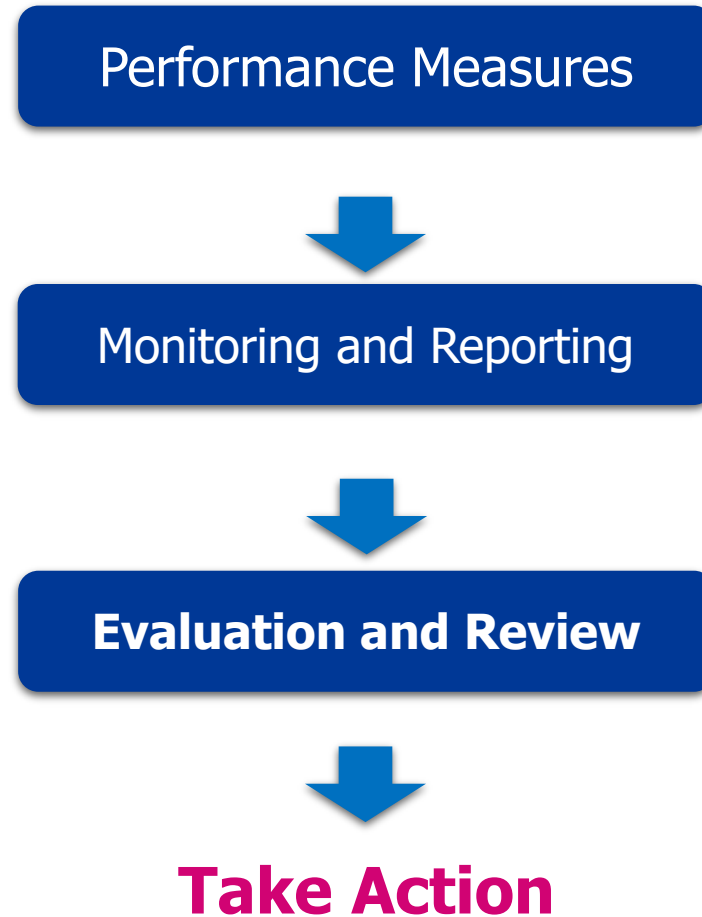 Performance Measures
Monitoring and Reporting
Evaluation and Review
Take Action